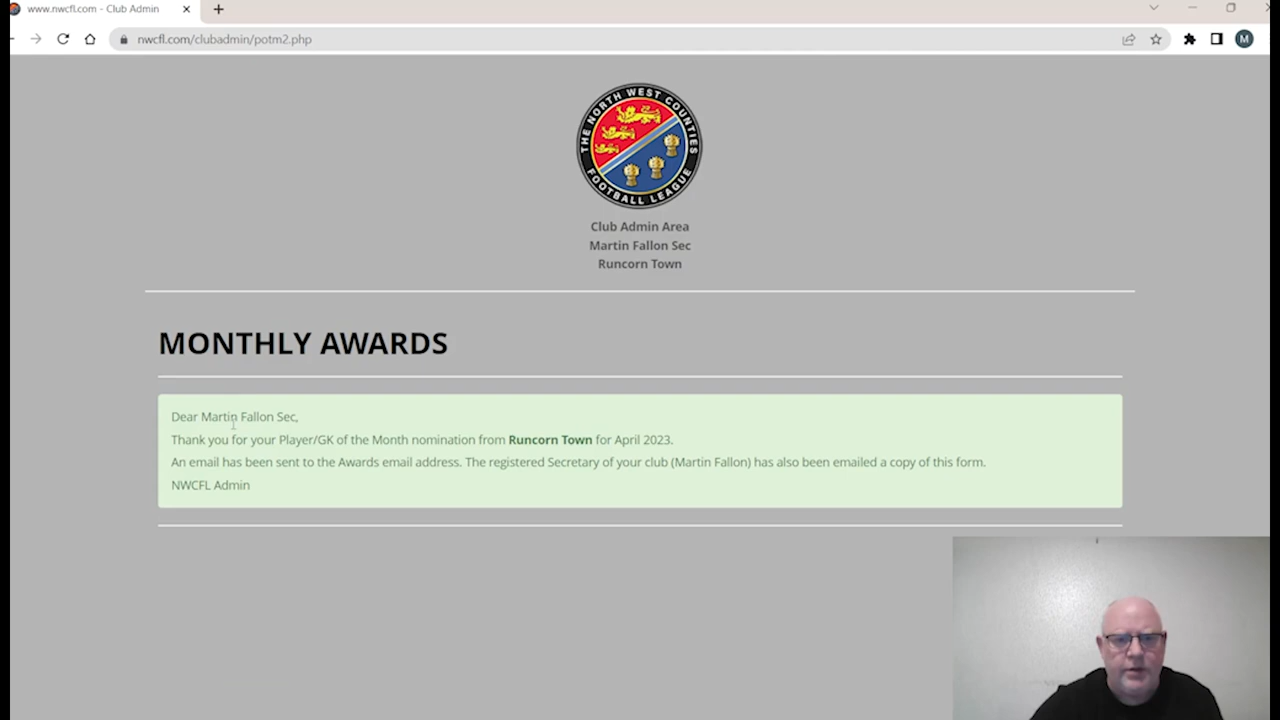 www.nwcfl.com - Club Admin
nwcfl.com/clubadmin/potm2.php
M
THE NORTH WEST COUNTIES
FOOTBALL LEAGUE
Club Admin Area
Martin Fallon Sec
Runcorn Town
MONTHLY AWARDS
Dear Martin Fallon Sec,
Thank you for your Player/GK of the Month nomination from Runcorn Town for April 2023.
An email has been sent to the Awards email address. The registered Secretary of your club (Martin Fallon) has also been emailed a copy of this form.
NWCFL Admin